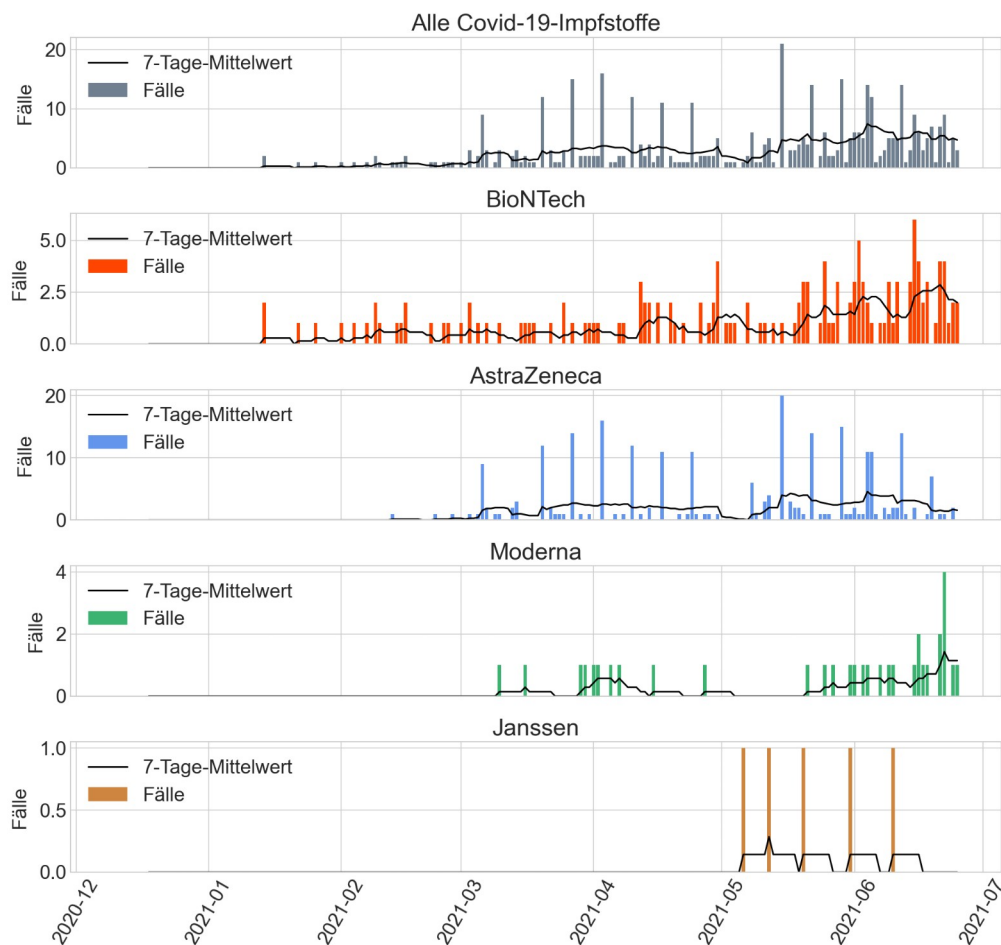 Alle Covid-19-Impfstoffe
20
10
0
Fälle
7-Tage-Mittelwert
Fälle
BioNTech
5.0
2.5
0.0
Fälle
7-Tage-Mittelwert
Fälle
AstraZeneca
20
10
0
Fälle
7-Tage-Mittelwert
Fälle
Moderna
4
2
0
Fälle
7-Tage-Mittelwert
Fälle
Janssen
1.0
0.5
0.0
Fälle
7-Tage-Mittelwert
Fälle
2020-12
2021-01
2021-02
2021-03
2021-04
2021-05
2021-06
2021-07